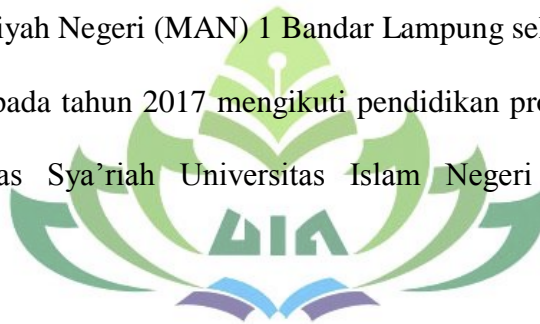 iyah Negeri (MAN) 1 Bandar Lampung sel
pada tahun 2017 mengikuti pendidikan pro
as Sya’riah Universitas Islam Negeri
UIN